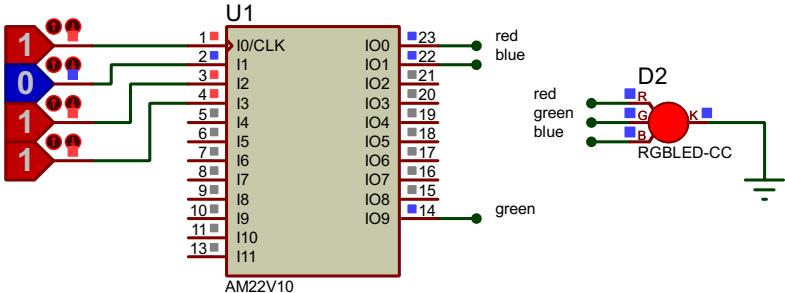 U1
1
0
1
1
1 I0/CLK IO0 23 red
2 I1 IO1 22 blue
3 I2 IO2 21
4 I3 IO3 20
5 I4 IO4 19
6 I5 IO5 18
7 I6 IO6 17
8 I7 IO7 16
9 I8 IO8 15
10 I9 IO9 14 green
11 I10
13 I11
AM22V10
D2
red R
green G K
blue B
RGBLED-CC